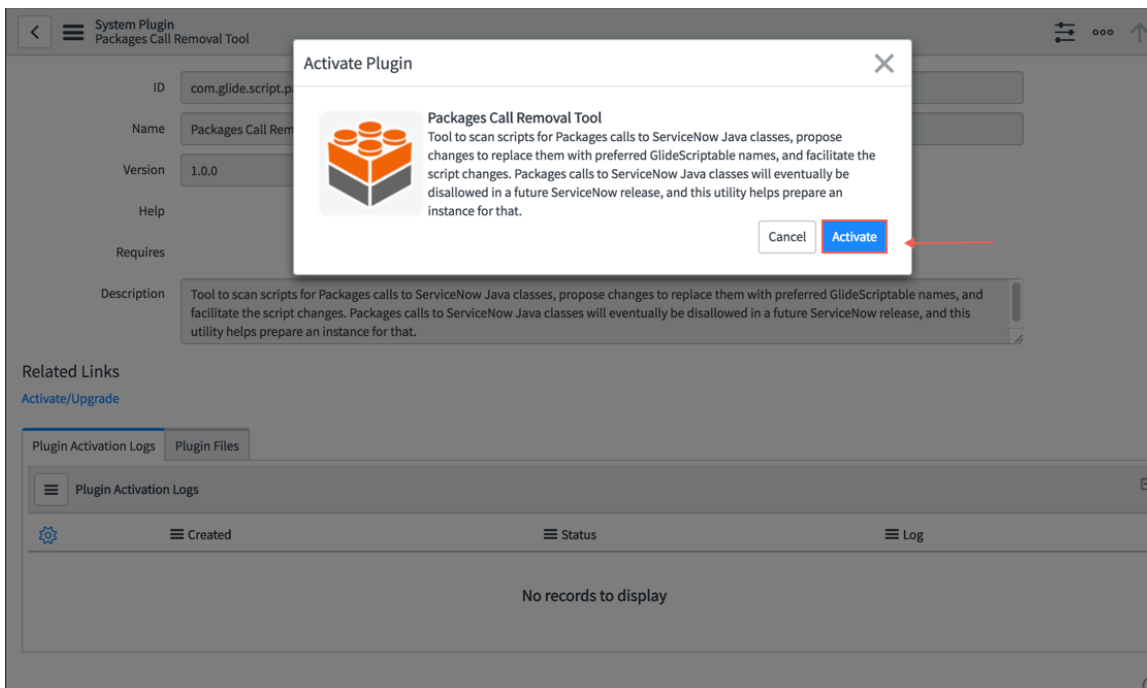 System Plugin
Packages Call Removal Tool
Activate Plugin
ID
com.glide.script.p
Packages Call Removal Tool
Tool to scan scripts for Packages calls to ServiceNow Java classes, propose
changes to replace them with preferred GlideScriptable names, and facilitate the
script changes. Packages calls to ServiceNow Java classes will eventually be
disallowed in a future ServiceNow release, and this utility helps prepare an
instance for that.
Name
Packages Call Rem
Version
1.0.0
Help
Cancel
Activate
Requires
Description
Tool to scan scripts for Packages calls to ServiceNow Java classes, propose changes to replace them with preferred GlideScriptable names, and
facilitate the script changes. Packages calls to ServiceNow Java classes will eventually be disallowed in a future ServiceNow release, and this
utility helps prepare an instance for that.
Related Links
Activate/Upgrade
Plugin Activation Logs
Plugin Files
Plugin Activation Logs
Created
Status
Log
No records to display